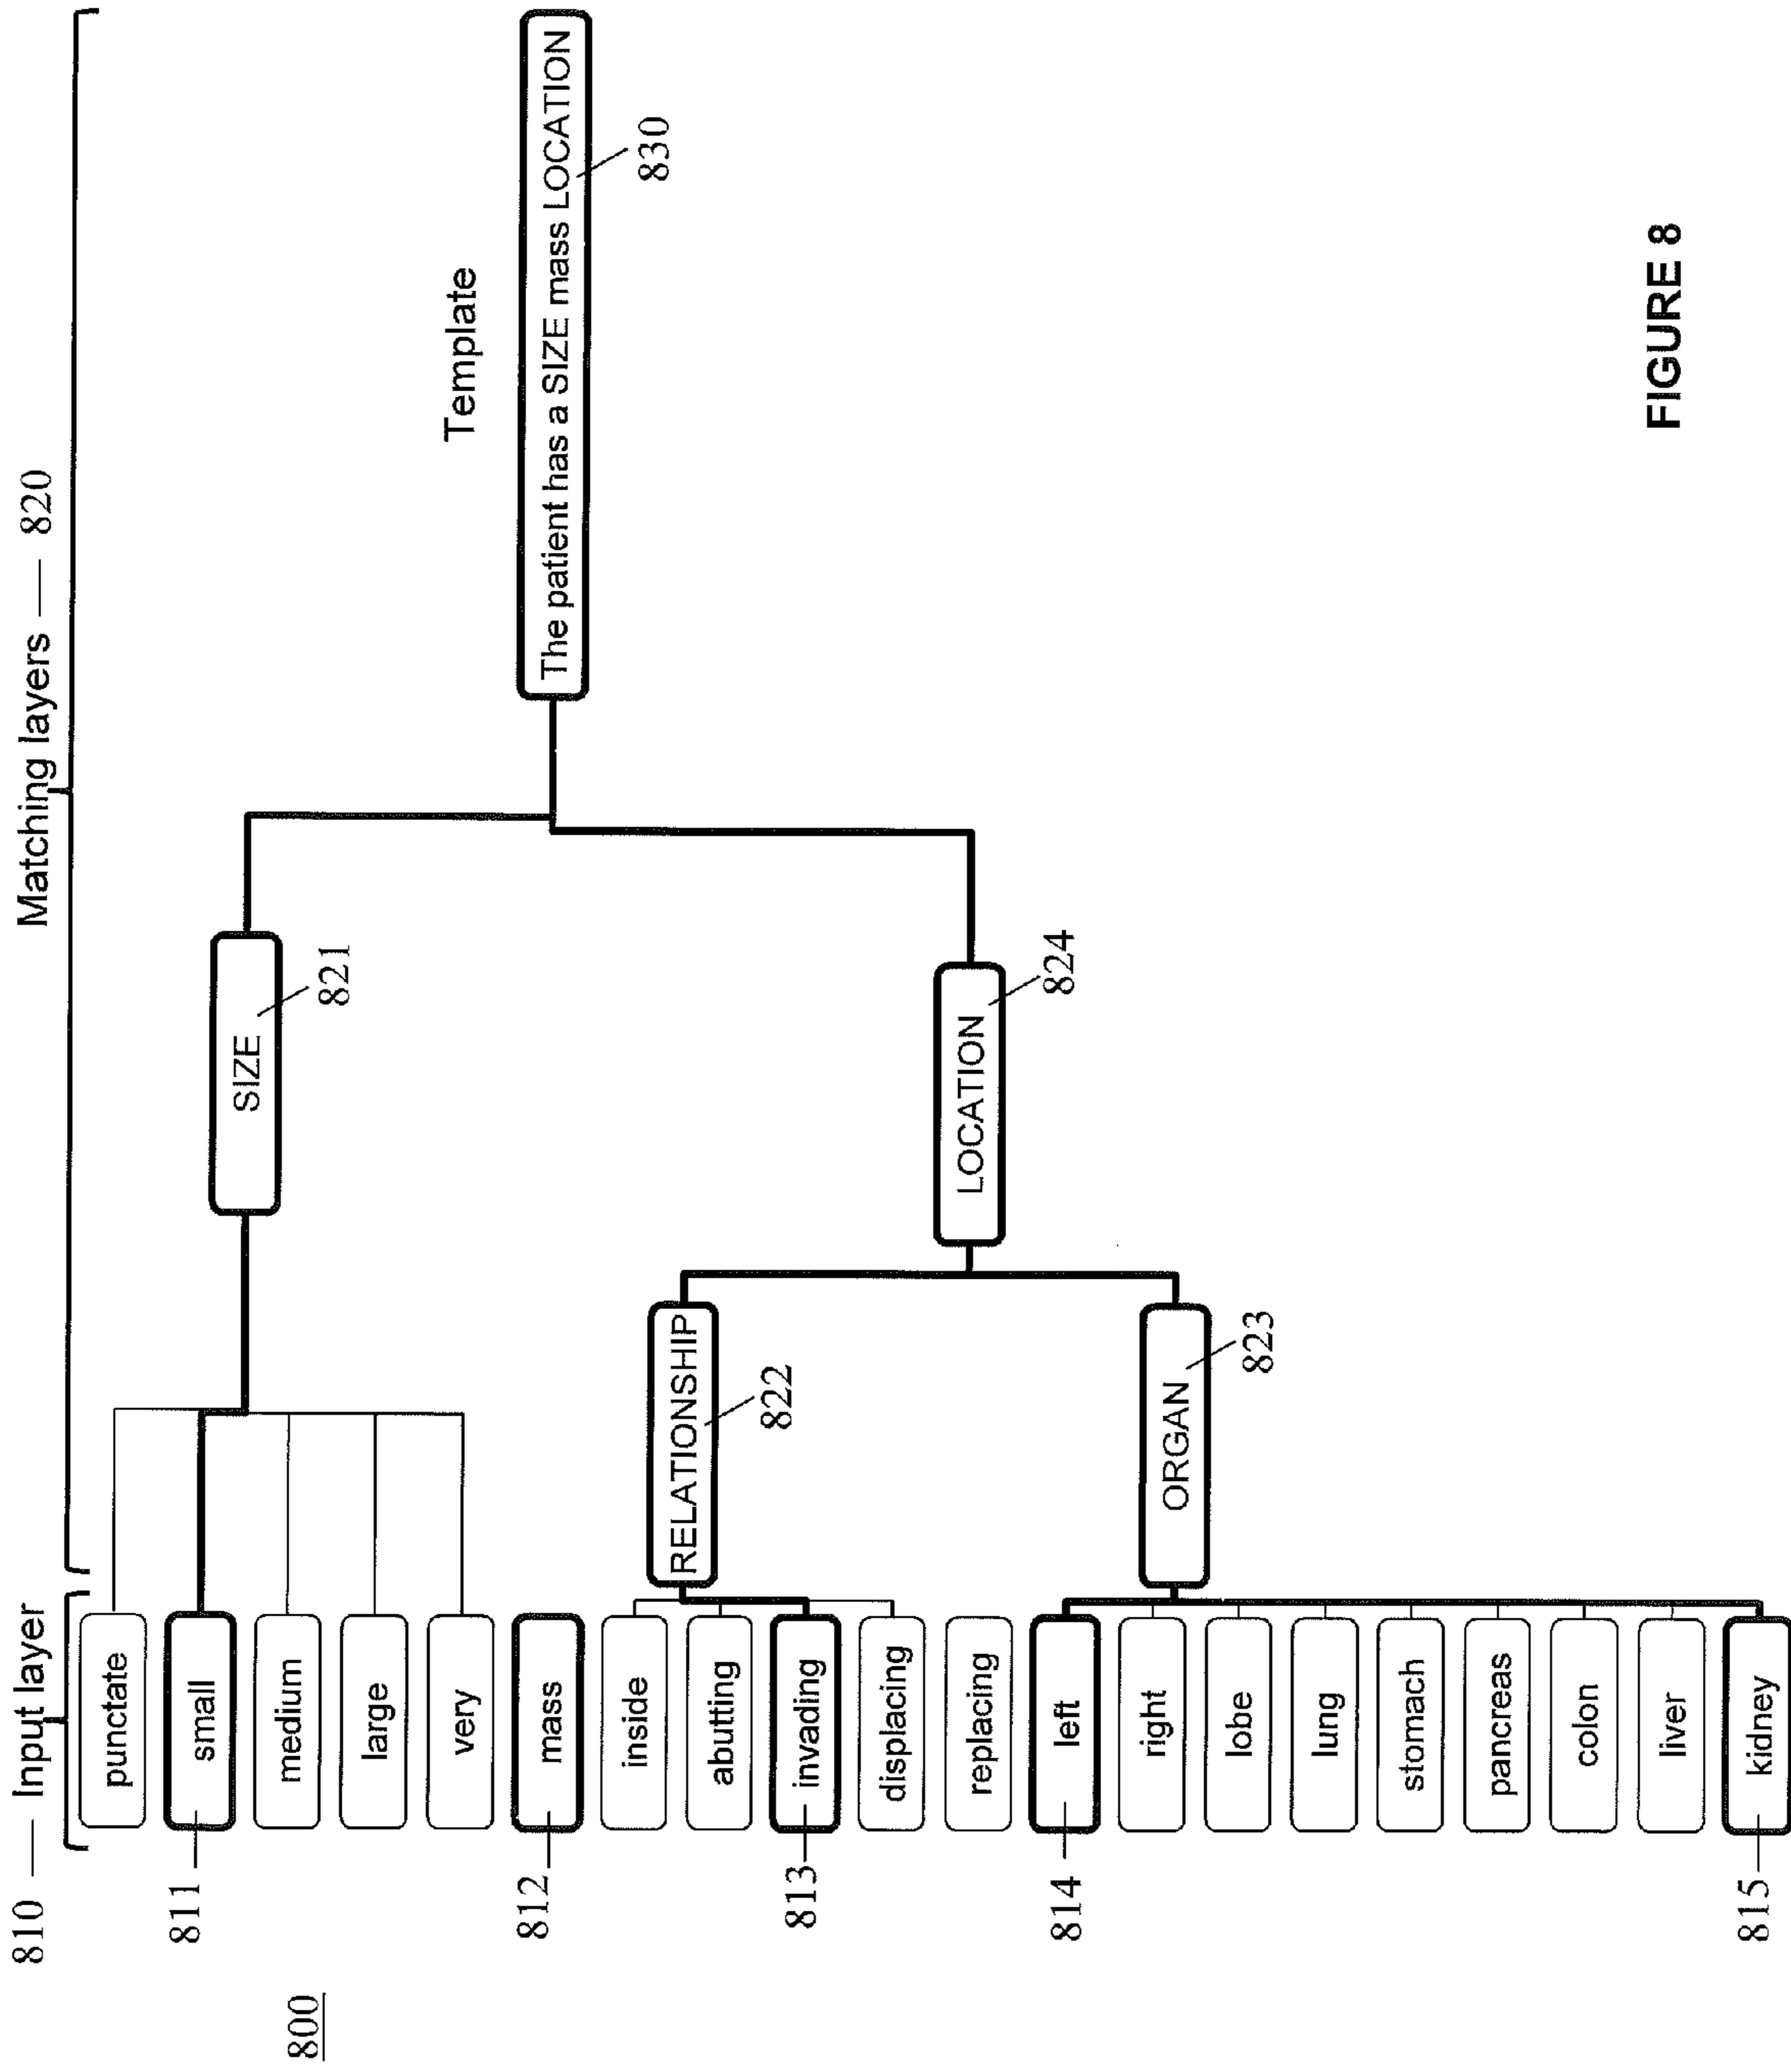 800
810 — Input layer
Matching layers — 820
punctate
811
small
medium
large
very
812
mass
inside
abutting
813
invading
displacing
replacing
814
left
right
lobe
lung
stomach
pancreas
colon
liver
815
kidney
SIZE
821
RELATIONSHIP
822
ORGAN
823
LOCATION
824
Template
The patient has a SIZE mass LOCATION
830
FIGURE 8